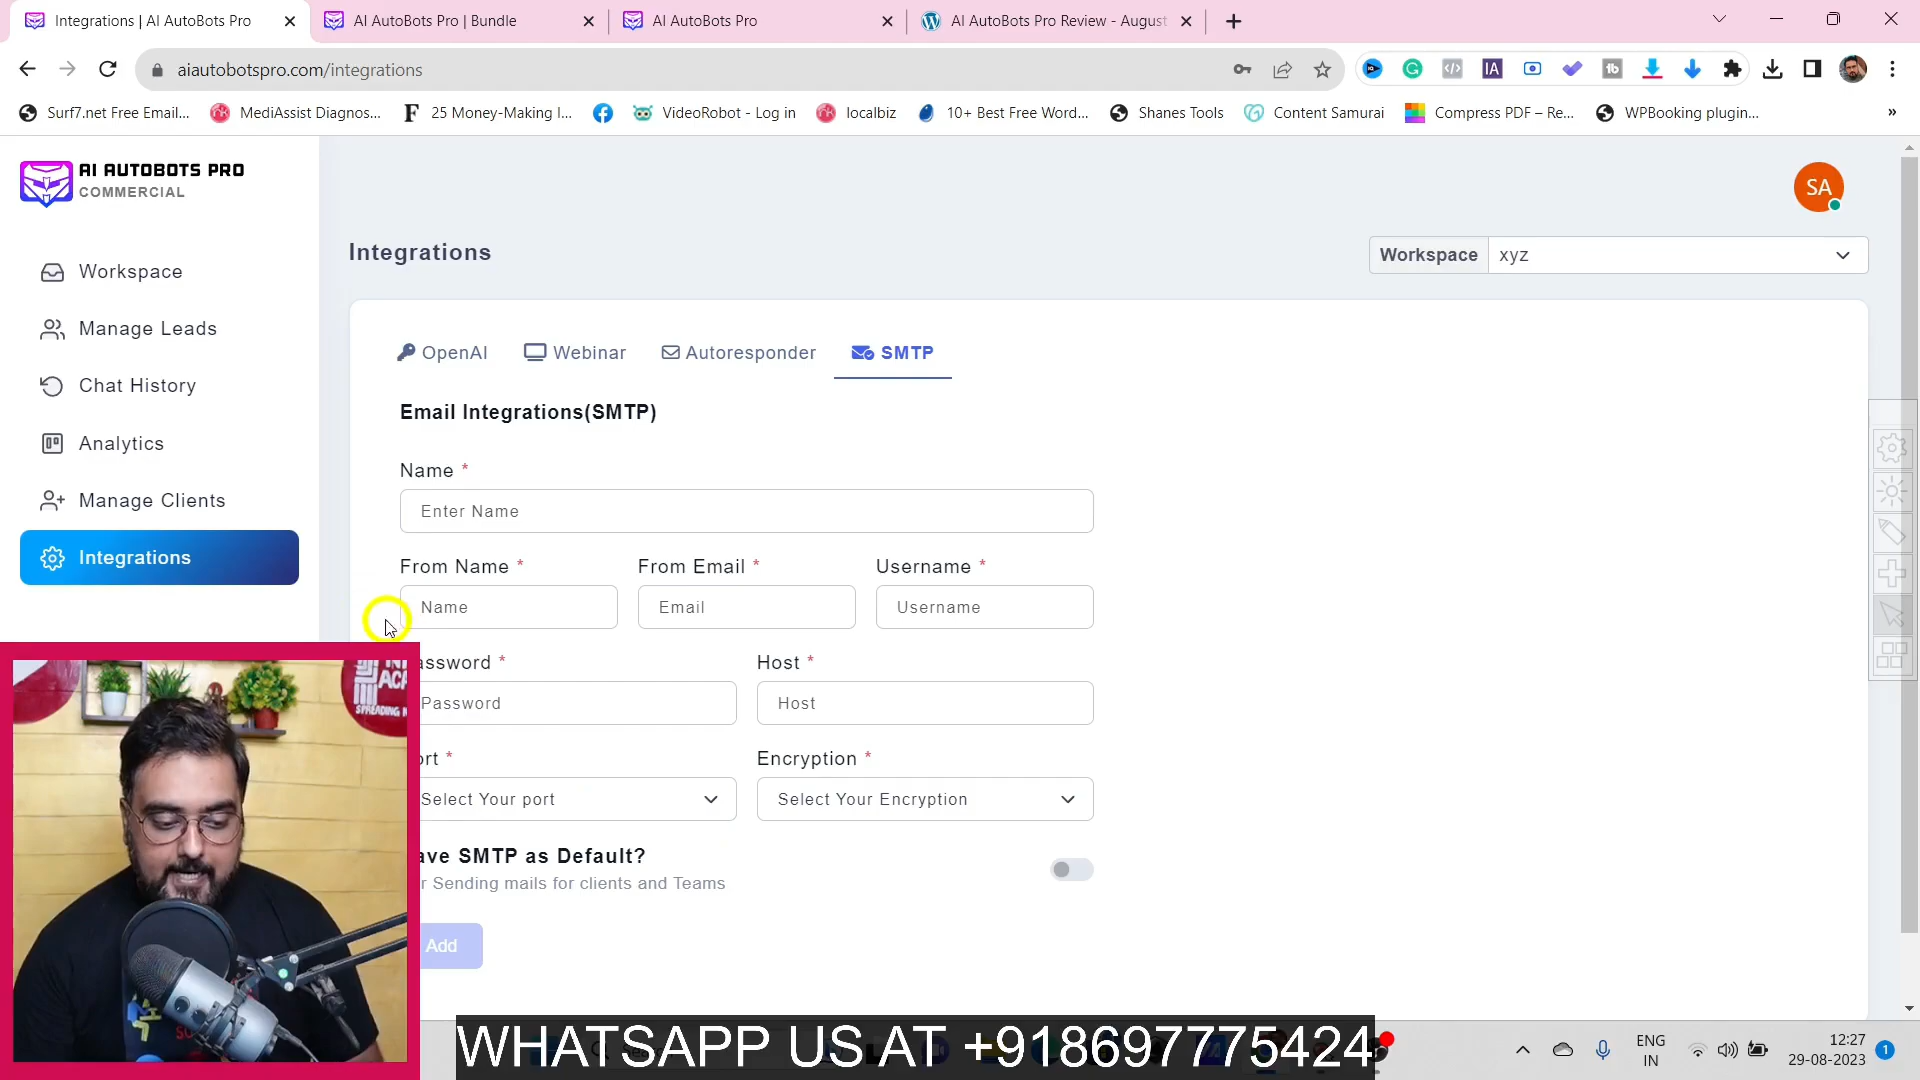 Integrations | AI AutoBots Pro
AI AutoBots Pro | Bundle
AI AutoBots Pro
AI AutoBots Pro Review - August
aiautobotspro.com/integrations
Surf7.net Free Email...
MediAssist Diagnos...
25 Money-Making I...
VideoRobot - Log in
localbiz
10+ Best Free Word...
Shanes Tools
Content Samurai
Compress PDF – Re...
WPBooking plugin...
AI AUTOBOTS PRO
COMMERCIAL
SA
Workspace
Manage Leads
Chat History
Analytics
Manage Clients
Integrations
Integrations
Workspace xyz
OpenAI
Webinar
Autoresponder
SMTP
Email Integrations(SMTP)
Name *
Enter Name
From Name *
From Email *
Username *
Name
Email
Username
assword *
Host *
Password
Host
ort *
Encryption *
Select Your port
Select Your Encryption
ave SMTP as Default?
r Sending mails for clients and Teams
Add
SPREADING
WHATSAPP US AT +918697775424
ENG
IN
12:27
29-08-2023
1